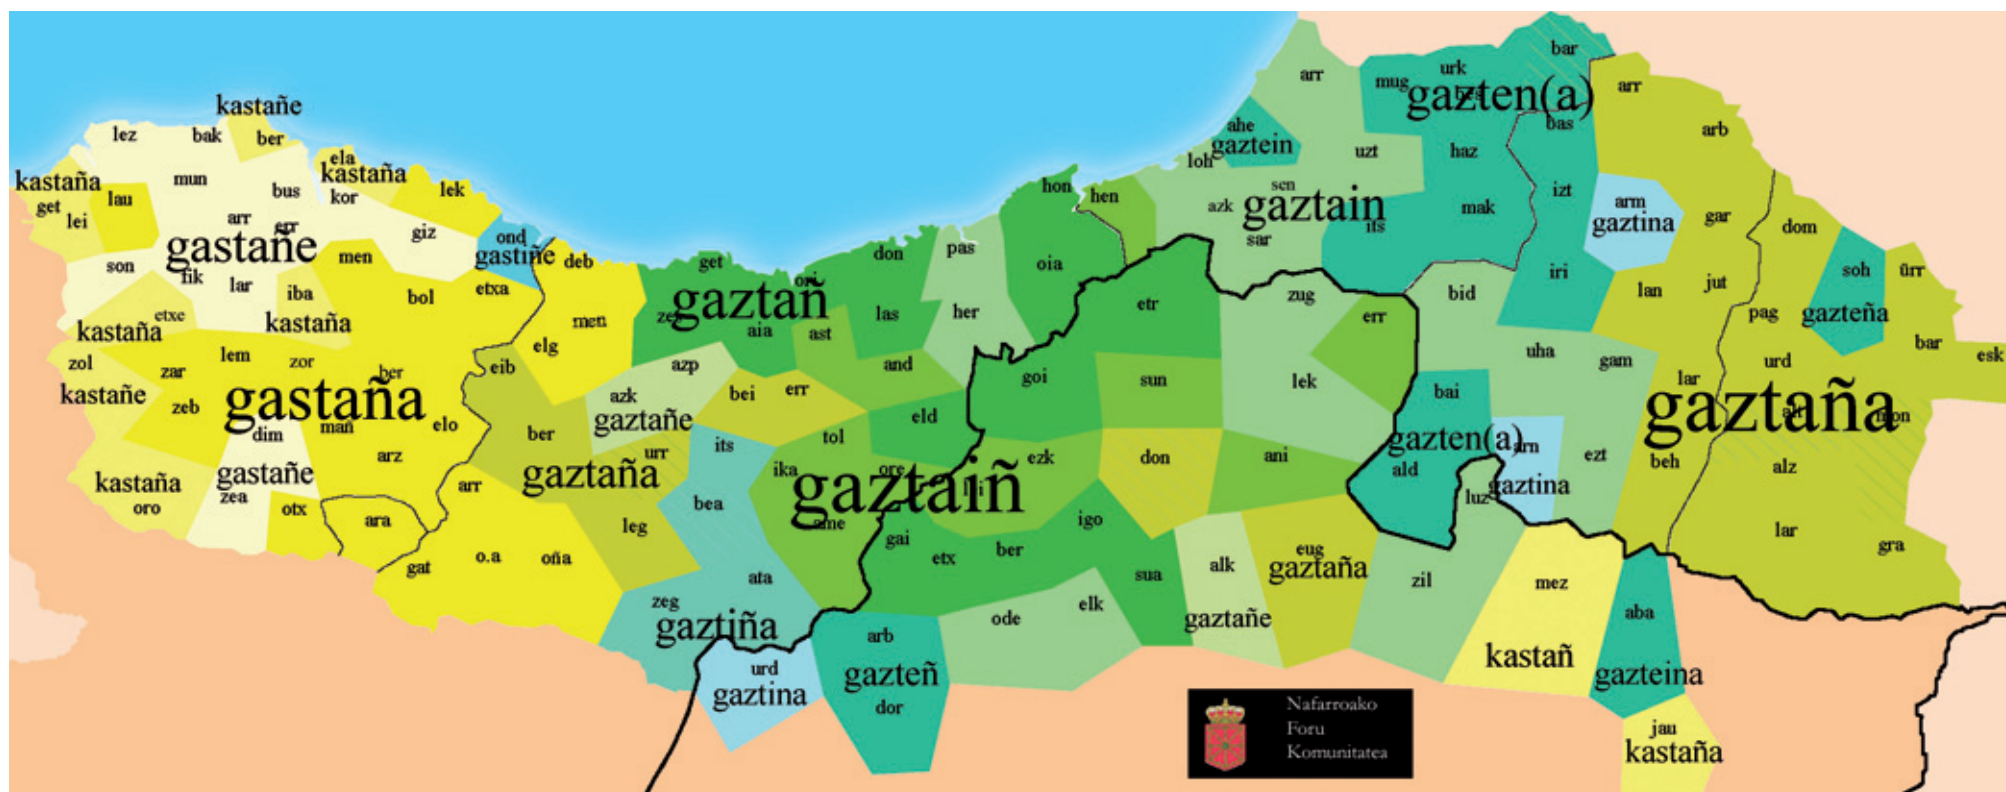 kastañe
lez
bak
ber
ela
kastaña
lek
kor
kastaña
get
lei
lau
mun
bus
arr
err
gastañe
giz
ond
gastiñe
deb
son
fik
lar
men
iba
bol
etxa
etxe
kastaña
kastaña
men
elg
zol
kastañe
zar
lem
zor
ber
zeb
gastaña
mañ
elo
dim
gastañe
zea
arz
kastaña
oro
otx
ara
arr
gat
o.a
oña
eib
ber
gaztaña
urr
leg
azk
gaztañe
azp
bei
err
get
gaztañ
ori
aia
ast
don
las
and
eld
pas
her
hon
oia
hen
its
bea
ata
zeg
gaztiña
urd
gaztina
tol
ika
ore
gaztaiñ
ame
gai
etx
ber
igo
sua
goi
ezk
etr
sun
don
ani
zug
err
lek
arb
gazteñ
dor
ode
elk
alk
gaztañe
eug
gaztaña
zil
arr
ahe
gaztein
loh
uzt
sen
azk
gaztain
sar
its
mug
urk
gazten(a)
bar
bas
haz
mak
izt
iri
arm
gaztina
arr
arb
gar
jut
lan
bid
uha
gam
bai
gazten(a)
ald
arn
gaztina
luz
ezt
lar
beh
gaztaña
dom
soh
gazteña
ürr
pag
urd
bar
esk
alz
lar
gra
mez
kastañ
aba
gazteina
jau
kastaña
Nafarroako
Foru
Komunitatea